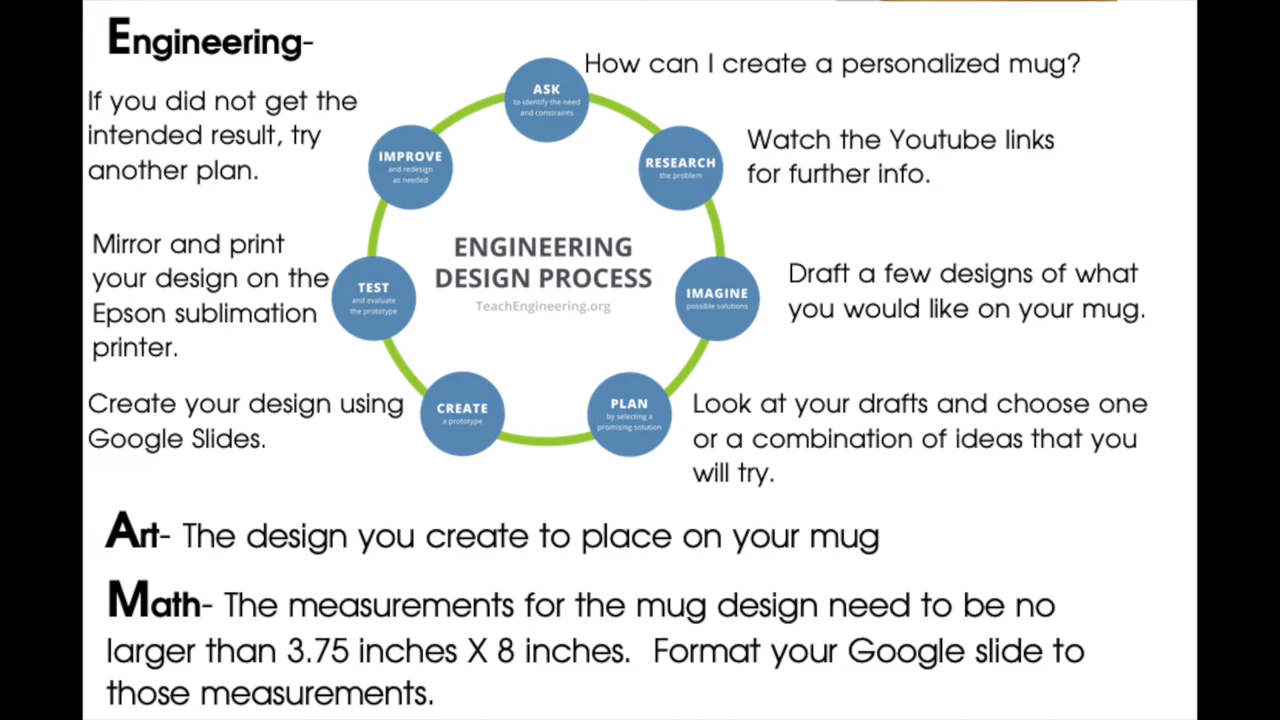 Engineering-
How can I create a personalized mug?
If you did not get the
intended result, try
another plan.
ASK
to identify the need
and constraints
IMPROVE
and redesign
as needed
RESEARCH
the problem
Watch the Youtube links
for further info.
Mirror and print
your design on the
Epson sublimation
printer.
TEST
and evaluate
the prototype
ENGINEERING
DESIGN PROCESS
TeachEngineering.org
IMAGINE
possible solutions
Draft a few designs of what
you would like on your mug.
Create your design using
Google Slides.
CREATE
a prototype
PLAN
by selecting a
promising solution
Look at your drafts and choose one
or a combination of ideas that you
will try.
Art- The design you create to place on your mug
Math- The measurements for the mug design need to be no
larger than 3.75 inches X 8 inches. Format your Google slide to
those measurements.